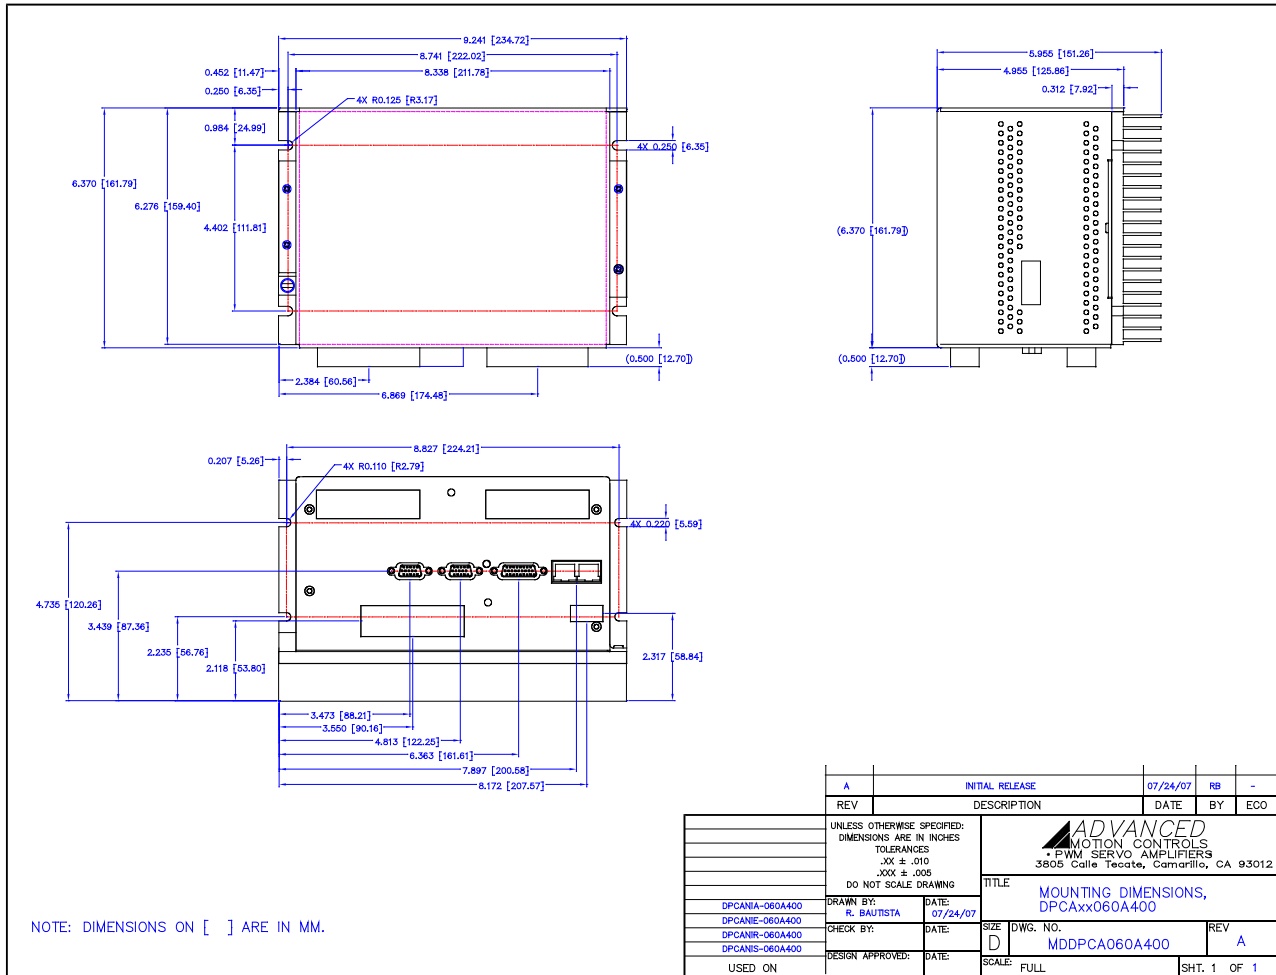 9.241 [234.72]
8.741 [222.02]
0.452 [11.47]
8.338 [211.78]
0.250 [6.35]
4X R0.125 [R3.17]
0.984 [24.99]
4X 0.250 [6.35]
6.370 [161.79]
6.276 [159.40]
4.402 [111.81]
(0.500 [12.70])
2.384 [60.56]
6.869 [174.48]
5.955 [151.26]
4.955 [125.86]
0.312 [7.92]
(6.370 [161.79])
(0.500 [12.70])
8.827 [224.21]
0.207 [5.26]
4X R0.110 [R2.79]
4X 0.220 [5.59]
4.735 [120.26]
3.439 [87.36]
2.235 [56.76]
2.118 [53.80]
2.317 [58.84]
3.473 [88.21]
3.550 [90.16]
4.813 [122.25]
6.363 [161.61]
7.897 [200.58]
8.172 [207.57]
NOTE: DIMENSIONS ON [ ] ARE IN MM.
A INITIAL RELEASE 07/24/07 RB -
REV DESCRIPTION DATE BY ECO
UNLESS OTHERWISE SPECIFIED:
DIMENSIONS ARE IN INCHES
TOLERANCES
.XX ± .010
.XXX ± .005
DO NOT SCALE DRAWING
ADVANCED
MOTION CONTROLS
• PWM SERVO AMPLIFIERS
3805 Calle Tecate, Camarillo, CA 93012
TITLE
MOUNTING DIMENSIONS,
DPCAxx060A400
DPCANIA-060A400
DPCANIE-060A400
DPCANIR-060A400
DPCANIS-060A400
USED ON
DRAWN BY: DATE:
R. BAUTISTA 07/24/07
CHECK BY: DATE:
DESIGN APPROVED: DATE:
SIZE DWG. NO. REV
D MDDPCA060A400 A
SCALE: FULL SHT. 1 OF 1